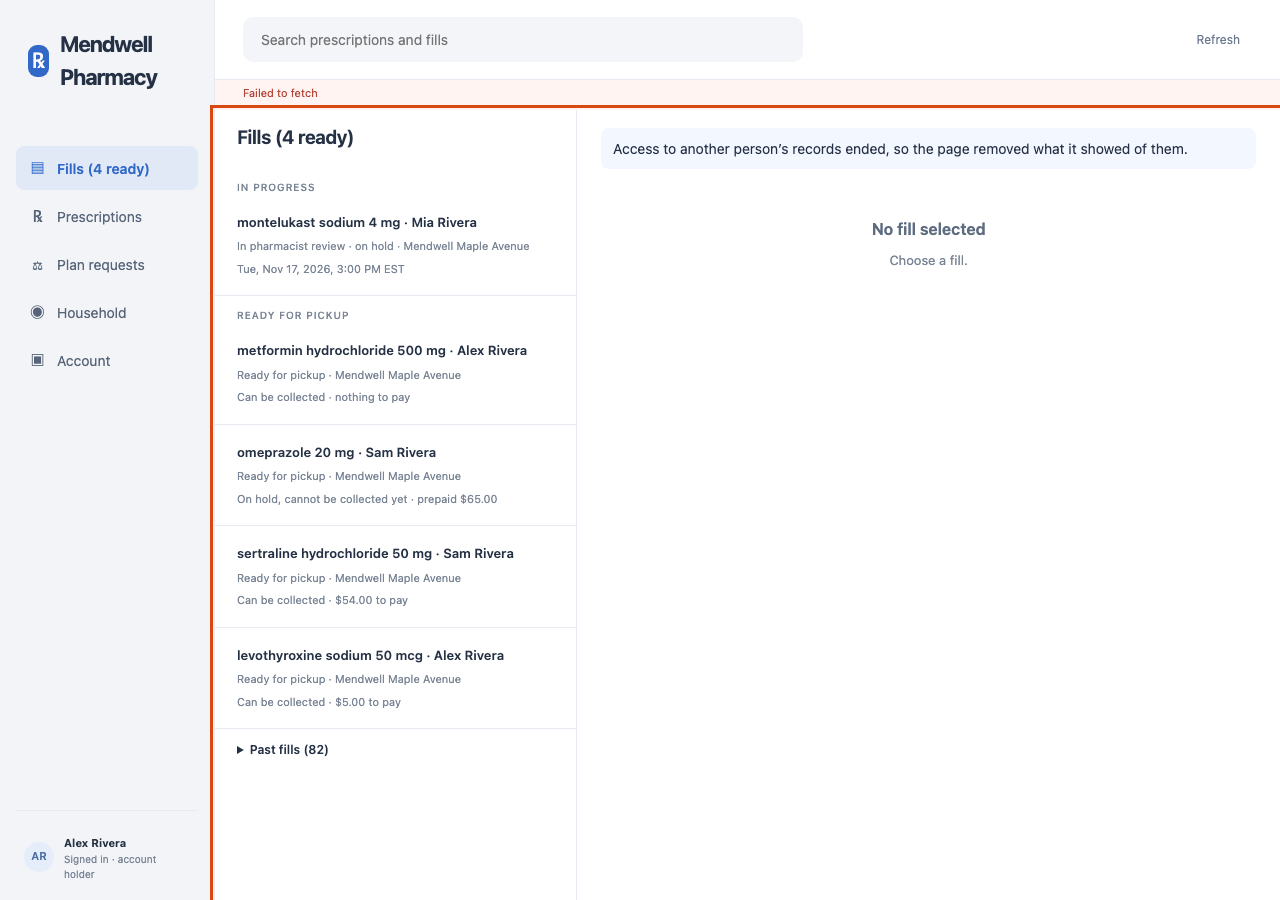 Mendwell
Pharmacy
Fills (4 ready)
Prescriptions
Plan requests
Household
Account
AR
Alex Rivera
Signed in · account
holder
Search prescriptions and fills
Refresh
Failed to fetch
Fills (4 ready)
IN PROGRESS
montelukast sodium 4 mg · Mia Rivera
In pharmacist review · on hold · Mendwell Maple Avenue
Tue, Nov 17, 2026, 3:00 PM EST
READY FOR PICKUP
metformin hydrochloride 500 mg · Alex Rivera
Ready for pickup · Mendwell Maple Avenue
Can be collected · nothing to pay
omeprazole 20 mg · Sam Rivera
Ready for pickup · Mendwell Maple Avenue
On hold, cannot be collected yet · prepaid $65.00
sertraline hydrochloride 50 mg · Sam Rivera
Ready for pickup · Mendwell Maple Avenue
Can be collected · $54.00 to pay
levothyroxine sodium 50 mcg · Alex Rivera
Ready for pickup · Mendwell Maple Avenue
Can be collected · $5.00 to pay
Past fills (82)
Access to another person’s records ended, so the page removed what it showed of them.
No fill selected
Choose a fill.